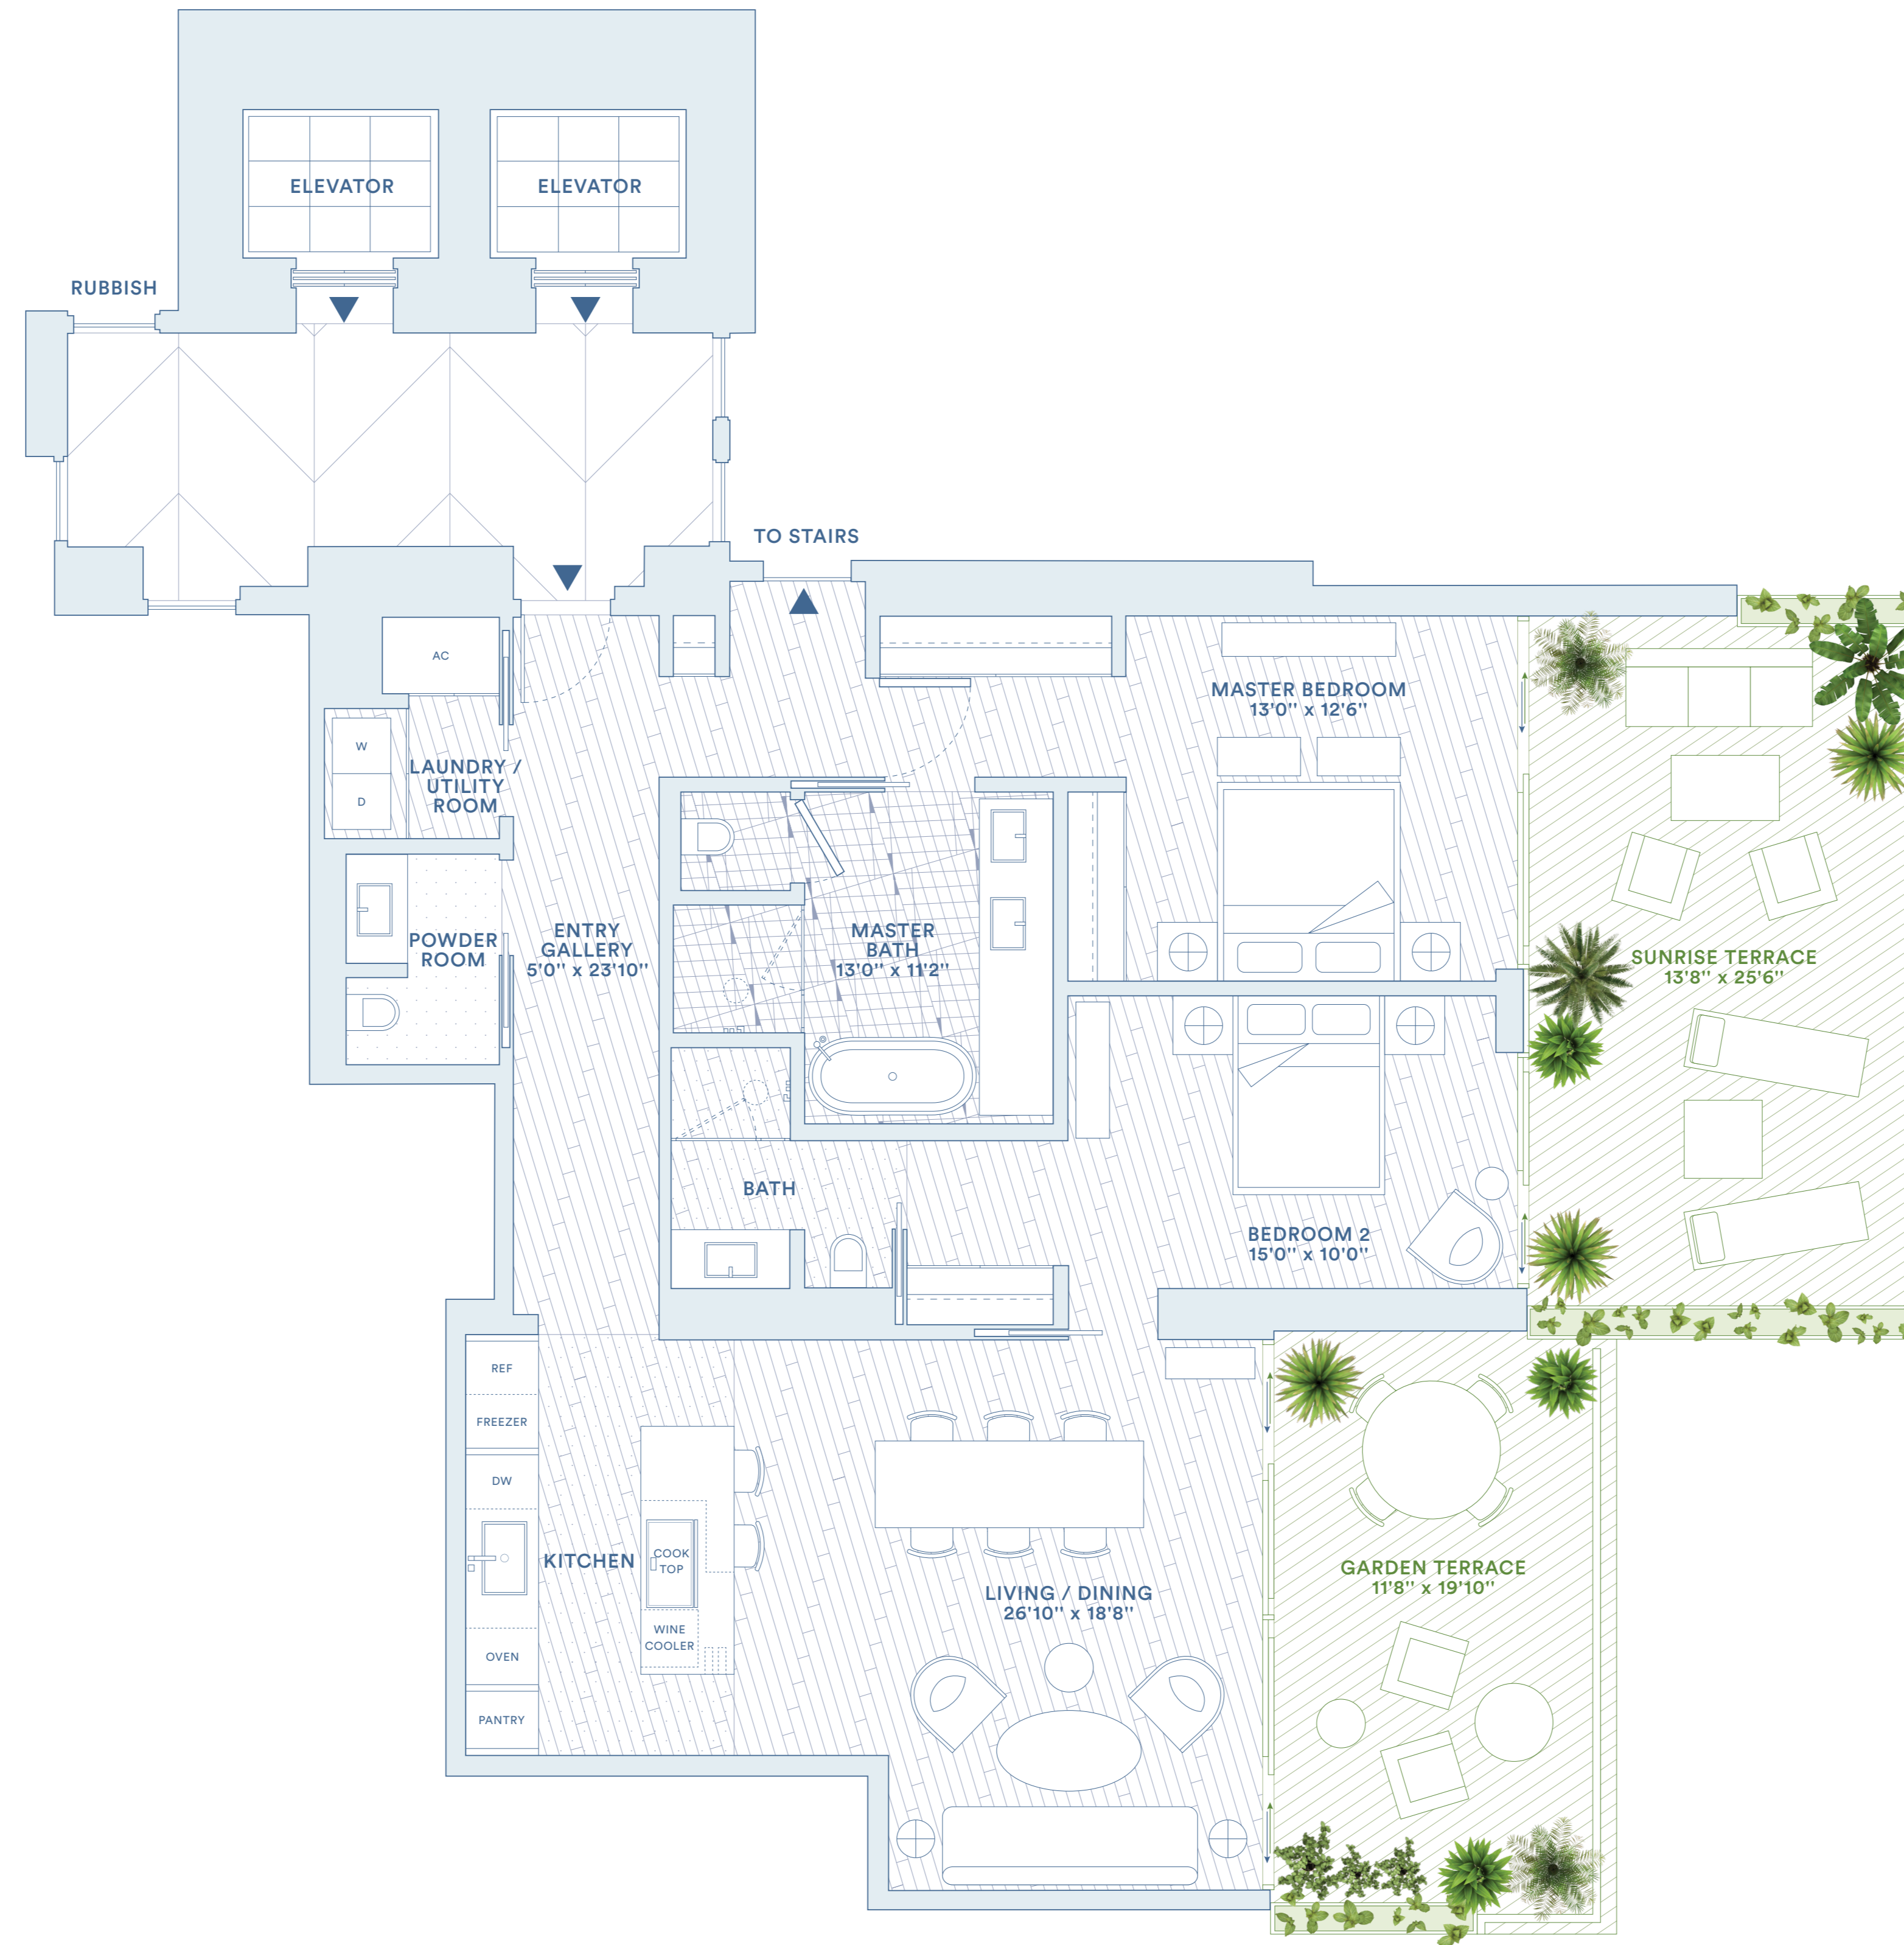 ELEVATOR
ELEVATOR
RUBBISH
TO STAIRS
AC
W
D
LAUNDRY /
UTILITY
ROOM
MASTER BEDROOM
13'0" x 12'6"
POWDER
ROOM
ENTRY
GALLERY
5'0" x 23'10"
MASTER
BATH
13'0" x 11'2"
SUNRISE TERRACE
13'8" x 25'6"
BATH
BEDROOM 2
15'0" x 10'0"
REF
FREEZER
DW
KITCHEN
COOK
TOP
WINE
COOLER
OVEN
PANTRY
LIVING / DINING
26'10" x 18'8"
GARDEN TERRACE
11'8" x 19'10"